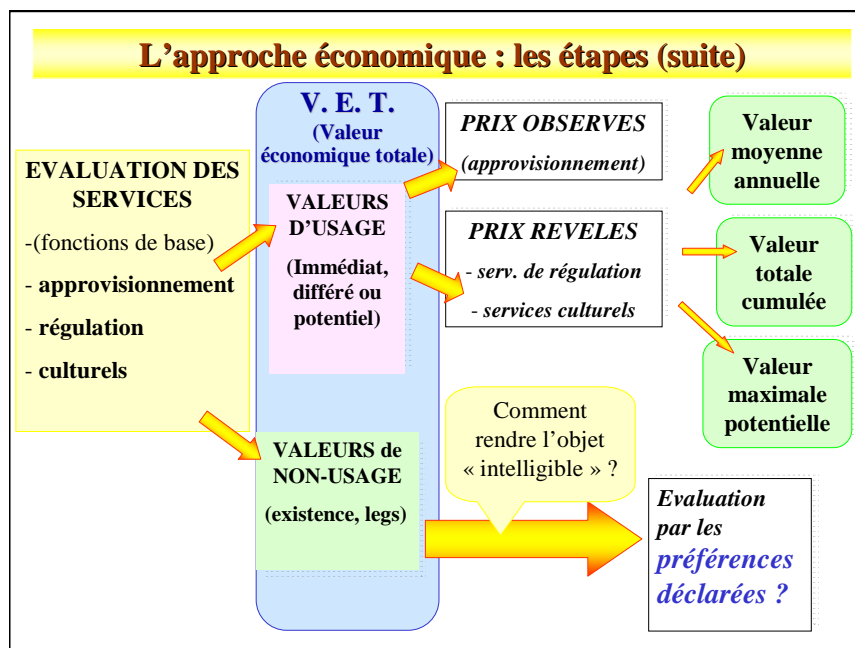 L'approche économique : les étapes (suite)
EVALUATION DES
SERVICES
-(fonctions de base)
- approvisionnement
- régulation
- culturels
V. E. T.
(Valeur
économique totale)
VALEURS
D'USAGE
(Immédiat,
différé ou
potentiel)
VALEURS de
NON-USAGE
(existence, legs)
PRIX OBSERVES
(approvisionnement)
PRIX REVELES
- serv. de régulation
- services culturels
Valeur
moyenne
annuelle
Valeur
totale
cumulée
Valeur
maximale
potentielle
Comment
rendre l'objet
« intelligible » ?
Evaluation
par les
préférences
déclarées ?